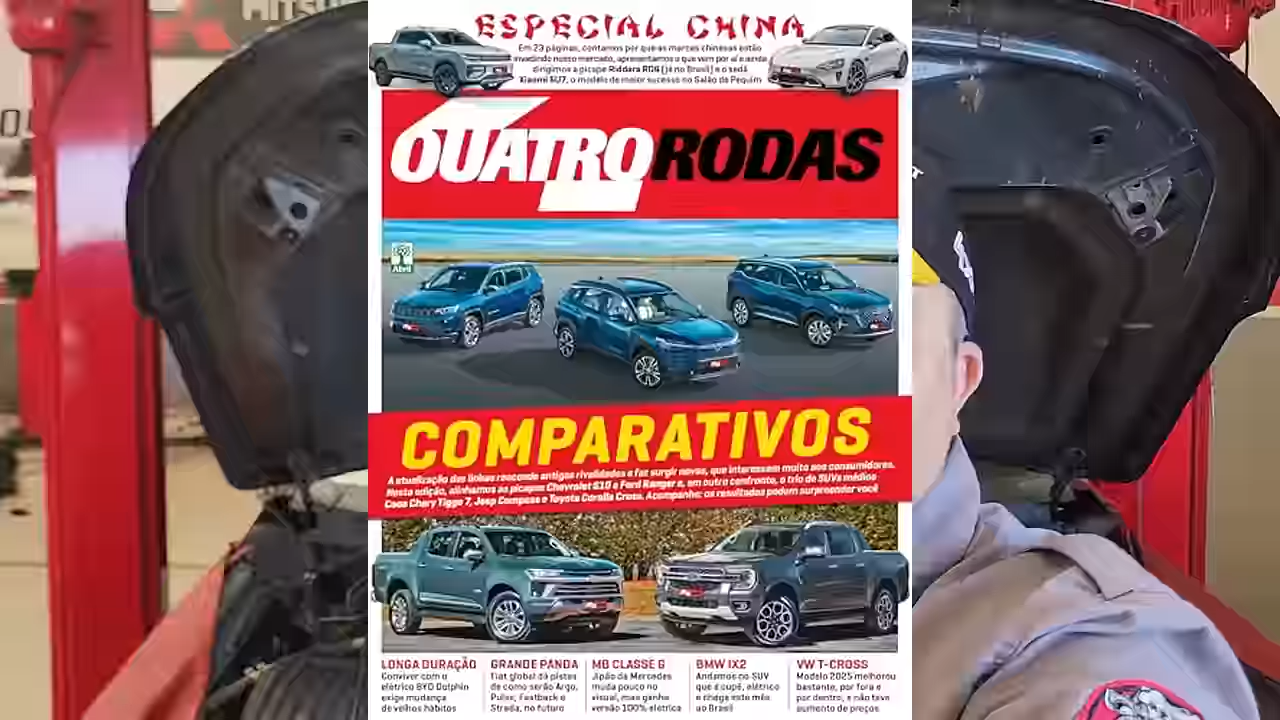 MITSU
ESPECIAL CHINA
Em 23 páginas, contamos por que as marcas chinesas estão
invadindo nosso mercado, apresentamos o que vem por aí e ainda
dirigimos a picape Riddara RD6 (já no Brasil) e o sedã
Xiaomi SU7, o modelo de maior sucesso no Salão de Pequim
QUATRO RODAS
Abril
COMPARATIVOS
A atualização das linhas reacende antigas rivalidades e faz surgir novas, que interessam muito aos consumidores.
Nesta edição, alinhamos as picapes Chevrolet S10 e Ford Ranger e, em outro confronto, o trio de SUVs médios
Caoa Chery Tiggo 7, Jeep Compass e Toyota Corolla Cross. Acompanhe: os resultados podem surpreender você
LONGA DURAÇÃO
Conviver com o
elétrico BYD Dolphin
exige mudança
de velhos hábitos
GRANDE PANDA
Fiat global dá pistas
de como serão Argo,
Pulse, Fastback e
Strada, no futuro
MB CLASSE G
Jipão da Mercedes
muda pouco no
visual, mas ganha
versão 100% elétrica
BMW IX2
Andamos no SUV
que é cupê, elétrico
e chega este mês
ao Brasil
VW T-CROSS
Modelo 2025 melhorou
bastante, por fora e
por dentro, e não teve
aumento de preços